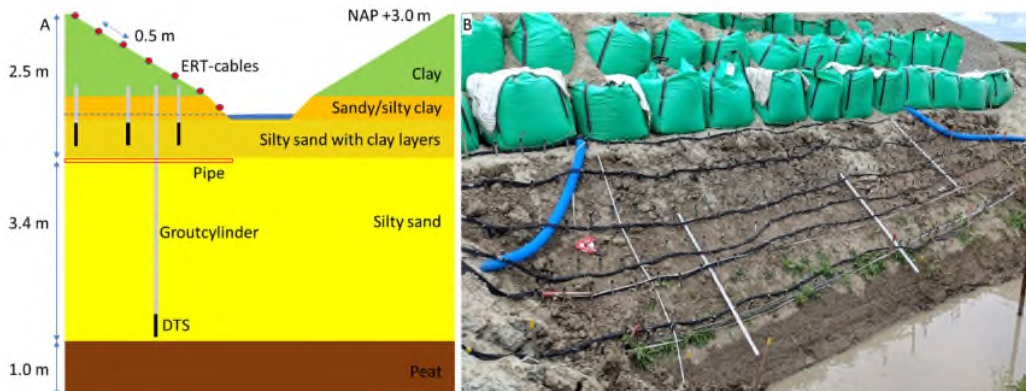 A
NAP +3.0 m
B
0.5 m
2.5 m
ERT-cables
Clay
Sandy/silty clay
Silty sand with clay layers
Pipe
3.4 m
Silty sand
Groutcylinder
DTS
1.0 m
Peat